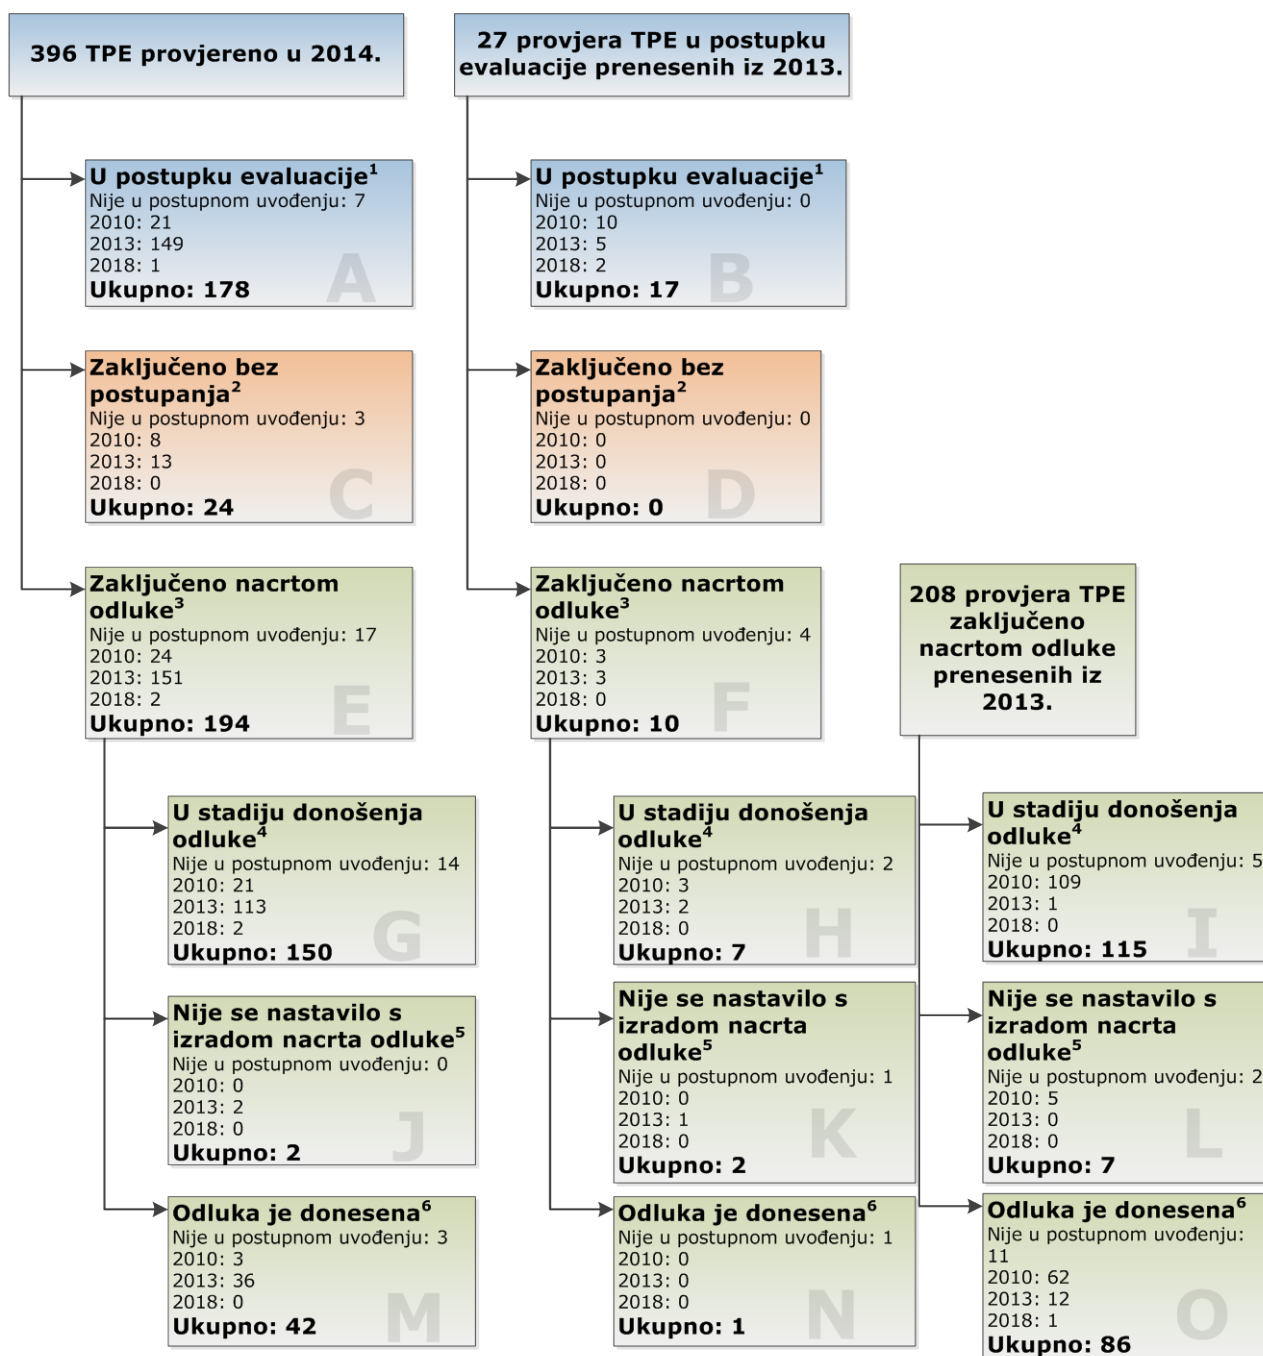 396 TPE provjereno u 2014.
27 provjera TPE u postupku
evaluacije prenesenih iz 2013.
U postupku evaluacije¹
Nije u postupnom uvođenju: 7
2010: 21
2013: 149
2018: 1
Ukupno: 178
A
U postupku evaluacije¹
Nije u postupnom uvođenju: 0
2010: 10
2013: 5
2018: 2
Ukupno: 17
B
Zaključeno bez
postupanja²
Nije u postupnom uvođenju: 3
2010: 8
2013: 13
2018: 0
Ukupno: 24
C
Zaključeno bez
postupanja²
Nije u postupnom uvođenju: 0
2010: 0
2013: 0
2018: 0
Ukupno: 0
D
Zaključeno nacrtom
odluke³
Nije u postupnom uvođenju: 17
2010: 24
2013: 151
2018: 2
Ukupno: 194
E
Zaključeno nacrtom
odluke³
Nije u postupnom uvođenju: 4
2010: 3
2013: 3
2018: 0
Ukupno: 10
F
208 provjera TPE
zaključeno
nacrtom odluke
prenesenih iz
2013.
U stadiju donošenja
odluke⁴
Nije u postupnom uvođenju: 14
2010: 21
2013: 113
2018: 2
Ukupno: 150
G
U stadiju donošenja
odluke⁴
Nije u postupnom uvođenju: 2
2010: 3
2013: 2
2018: 0
Ukupno: 7
H
U stadiju donošenja
odluke⁴
Nije u postupnom uvođenju: 5
2010: 109
2013: 1
2018: 0
Ukupno: 115
I
Nije se nastavilo s
izradom nacrta odluke⁵
Nije u postupnom uvođenju: 0
2010: 0
2013: 2
2018: 0
Ukupno: 2
J
Nije se nastavilo s
izradom nacrta
odluke⁵
Nije u postupnom uvođenju: 1
2010: 0
2013: 1
2018: 0
Ukupno: 2
K
Nije se nastavilo s
izradom nacrta
odluke⁵
Nije u postupnom uvođenju: 2
2010: 5
2013: 0
2018: 0
Ukupno: 7
L
Odluka je donesena⁶
Nije u postupnom uvođenju: 3
2010: 3
2013: 36
2018: 0
Ukupno: 42
M
Odluka je donesena⁶
Nije u postupnom uvođenju: 1
2010: 0
2013: 0
2018: 0
Ukupno: 1
N
Odluka je donesena⁶
Nije u postupnom uvođenju:
11
2010: 62
2013: 12
2018: 1
Ukupno: 86
O